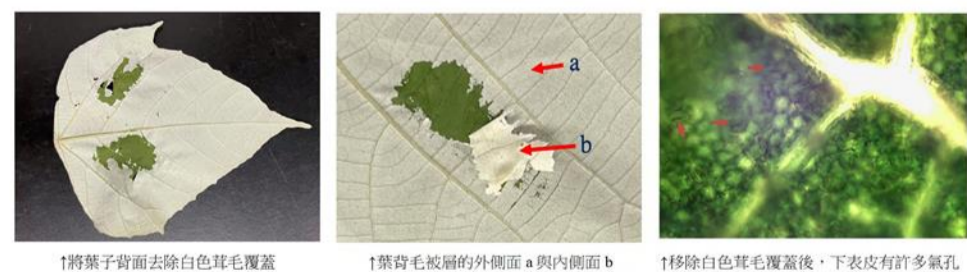 a
b
↑將葉子背面去除白色茸毛覆蓋
↑葉背毛被層的外側面 a 與內側面 b
↑移除白色茸毛覆蓋後，下表皮有許多氣孔